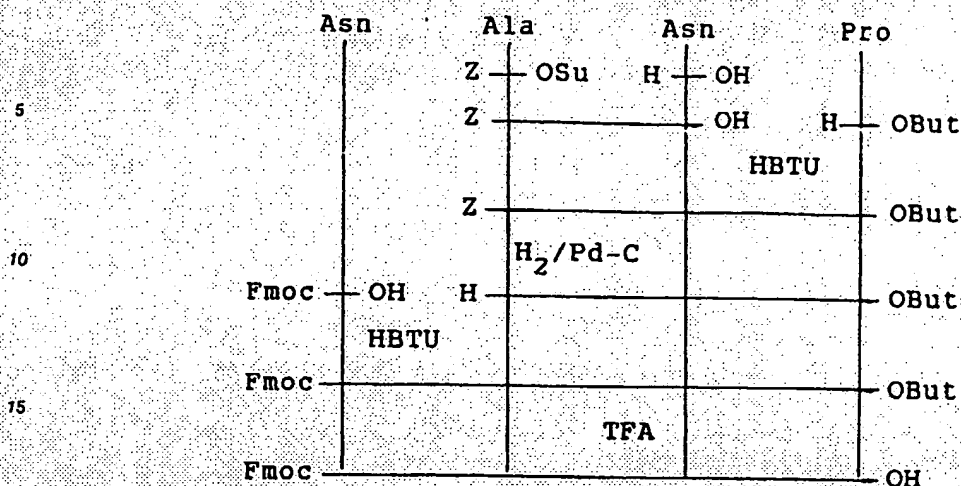 Asn Ala Asn Pro
Z OSu H OH
5
Z OH H OBut
HBTU
Z OBut
10
H₂/Pd-C
Fmoc OH H OBut
HBTU
Fmoc OBut
15
TFA
Fmoc OH